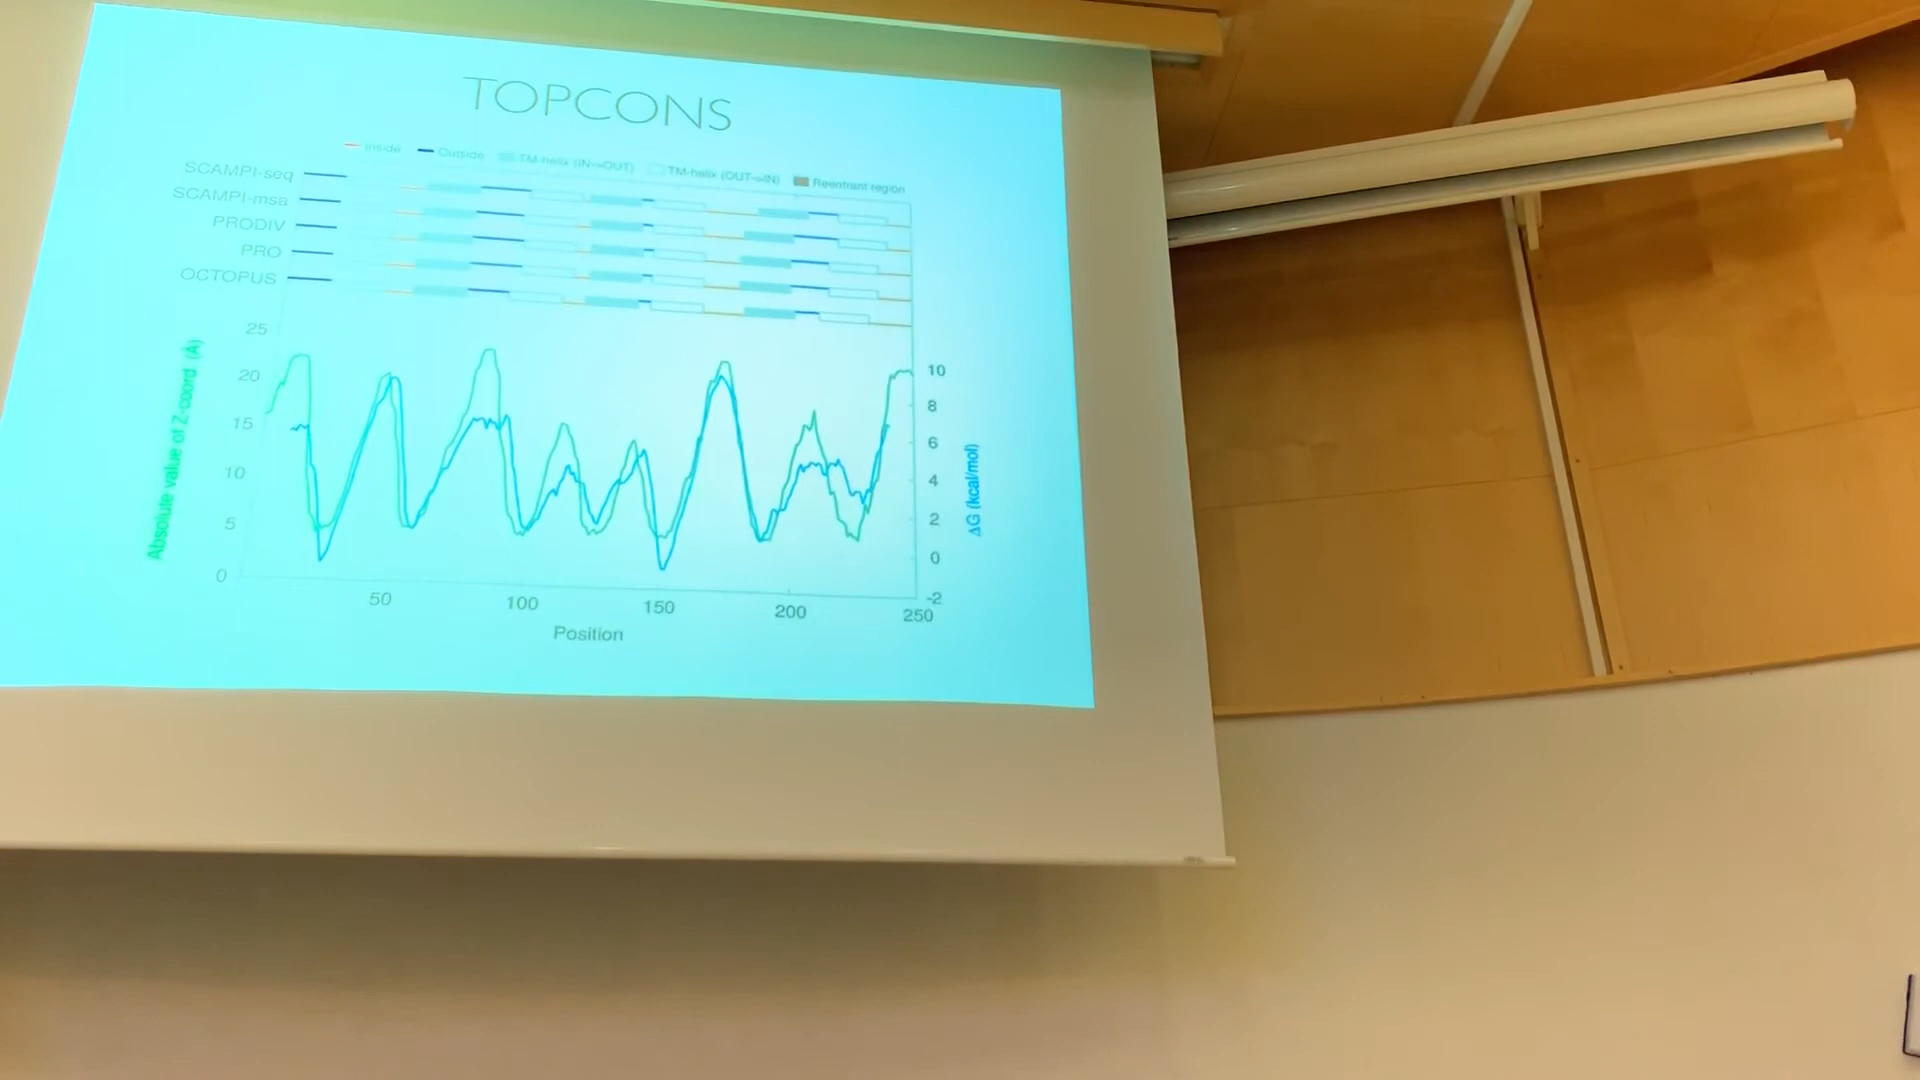 TOPCONS
Inside Outside TM-helix (IN->OUT) TM-helix (OUT->IN) Reentrant region
SCAMPI-seq
SCAMPI-msa
PRODIV
PRO
OCTOPUS
25
20
15
10
5
0
Absolute value of Z-coord (Å)
10
8
6
4
2
0
-2
ΔG (kcal/mol)
50 100 150 200 250
Position